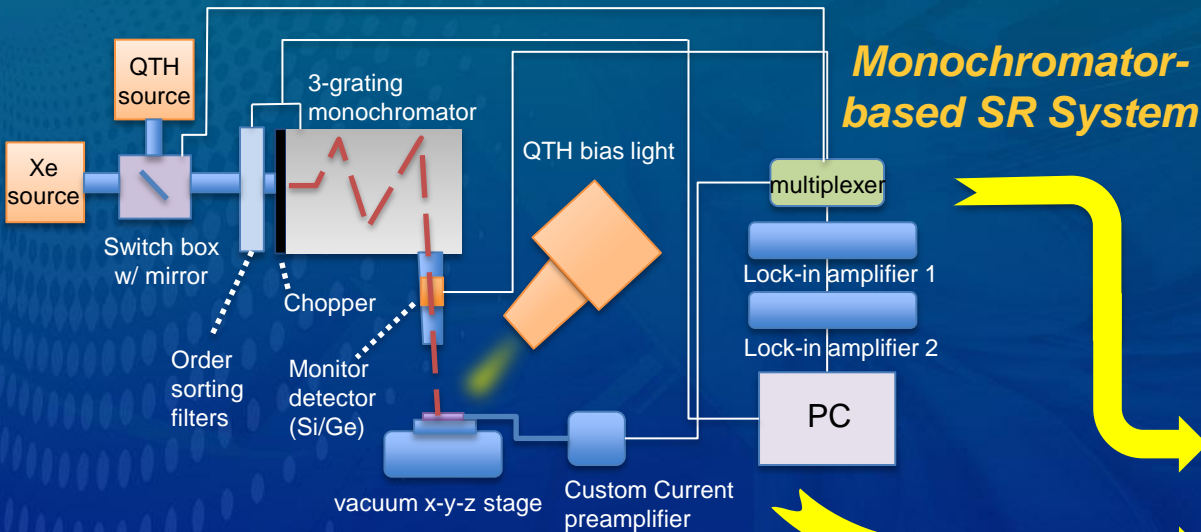 Monochromator-
based SR System
QTH
source
3-grating
monochromator
QTH bias light
Xe
source
multiplexer
Switch box
w/ mirror
Lock-in amplifier 1
Chopper
Lock-in amplifier 2
Order
sorting
filters
Monitor
detector
(Si/Ge)
PC
vacuum x-y-z stage
Custom Current
preamplifier